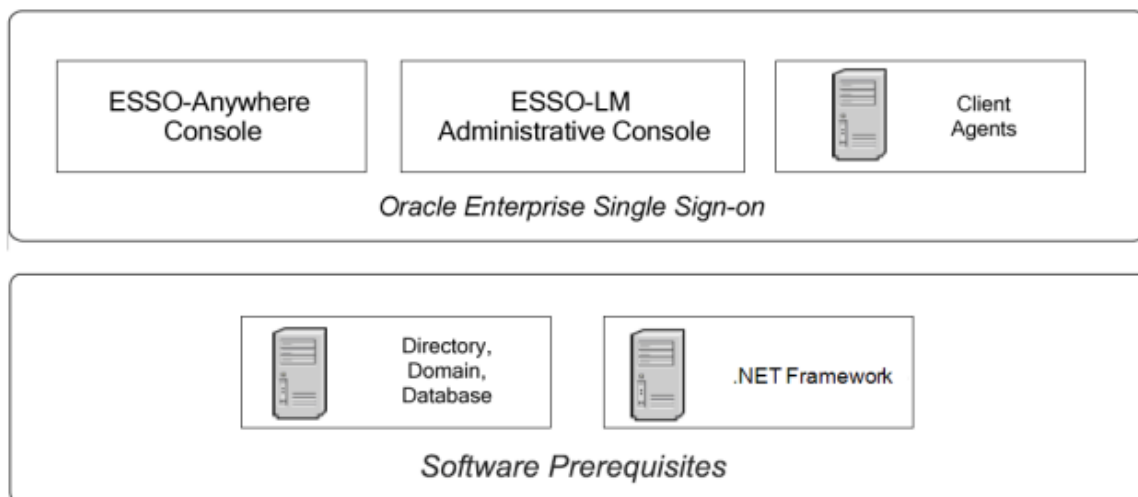 ESSO-Anywhere
Console
ESSO-LM
Administrative Console
Client
Agents
Oracle Enterprise Single Sign-on
Directory,
Domain,
Database
.NET Framework
Software Prerequisites